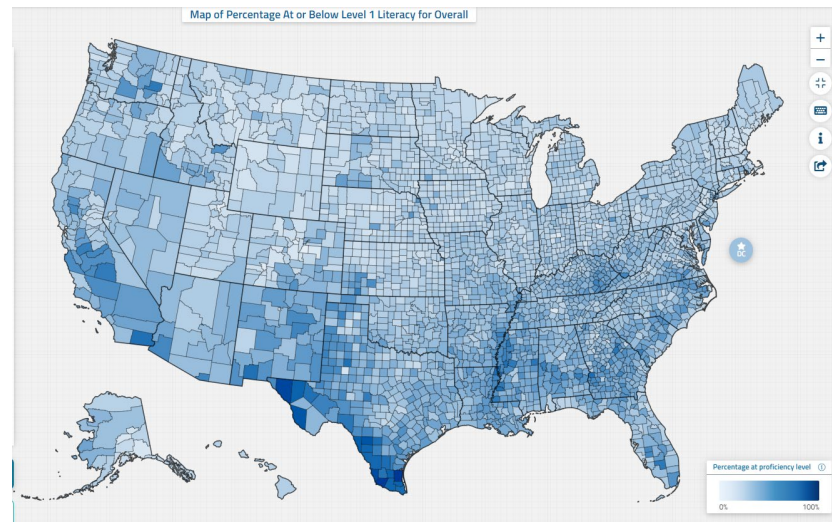 Map of Percentage At or Below Level 1 Literacy for Overall
+
−
i
DC
Percentage at proficiency level ⓘ
0%
100%